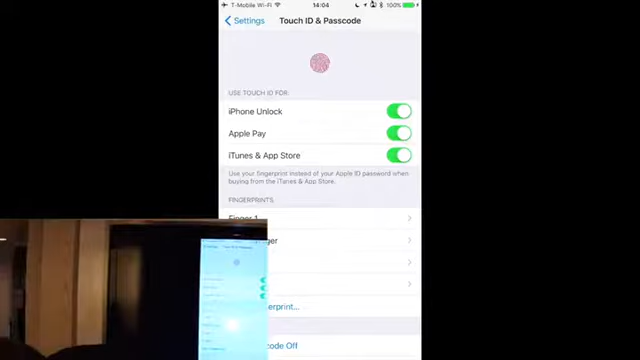 T-Mobile Wi-Fi 14:04 100%
Settings Touch ID & Passcode
USE TOUCH ID FOR:
iPhone Unlock
Apple Pay
iTunes & App Store
Use your fingerprint instead of your Apple ID password when
buying from the iTunes & App Store.
FINGERPRINTS
Finger 1
ger
erprint...
code Off